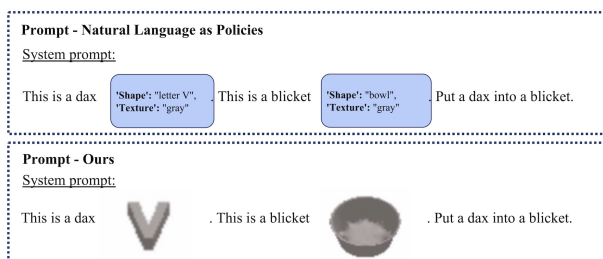 Prompt - Natural Language as Policies
System prompt:
This is a dax 'Shape': "letter V", 'Texture': "gray" . This is a blicket 'Shape': "bowl", 'Texture': "gray" . Put a dax into a blicket.
Prompt - Ours
System prompt:
This is a dax . This is a blicket . Put a dax into a blicket.